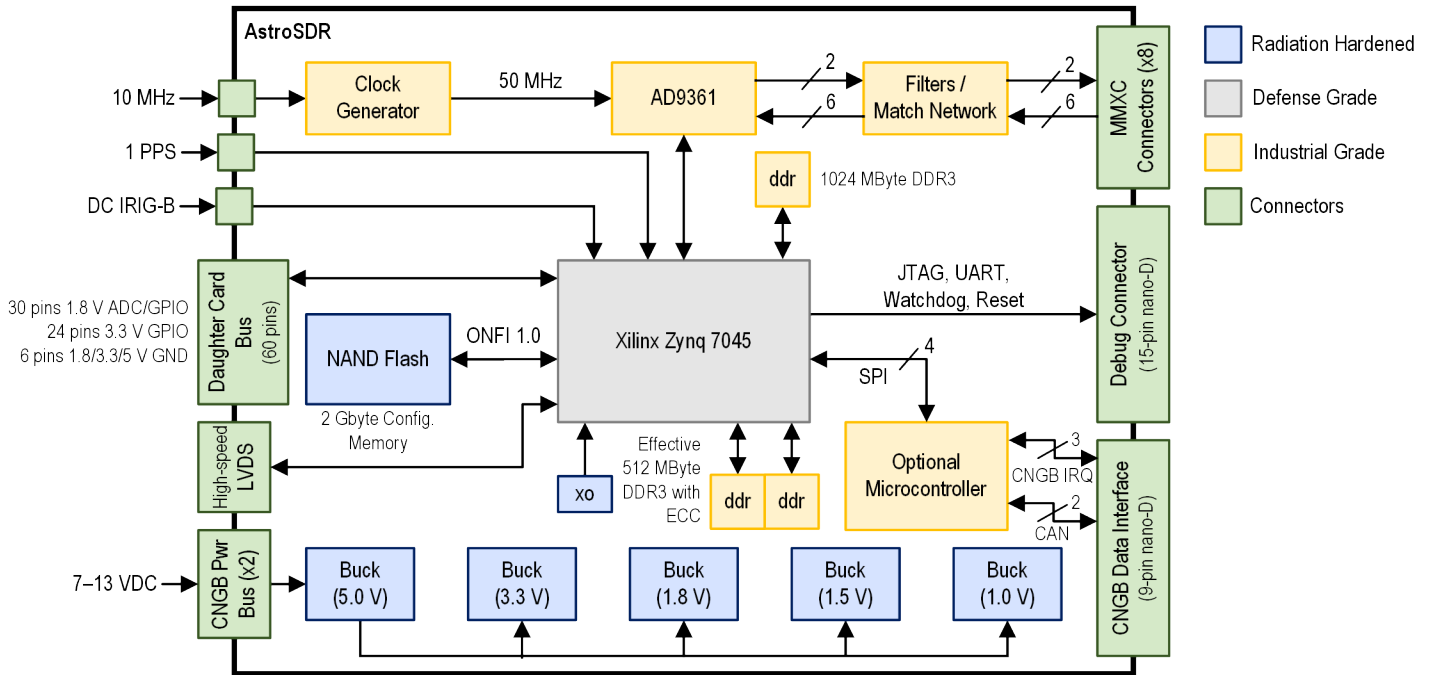 AstroSDR
10 MHz
Clock
Generator
50 MHz
AD9361
2
6
Filters /
Match Network
2
6
MMXC
Connectors (x8)
Radiation Hardened
Defense Grade
Industrial Grade
Connectors
1 PPS
DC IRIG-B
ddr
1024 MByte DDR3
30 pins 1.8 V ADC/GPIO
24 pins 3.3 V GPIO
6 pins 1.8/3.3/5 V GND
Daughter Card
Bus
(60 pins)
NAND Flash
2 Gbyte Config.
Memory
ONFI 1.0
Xilinx Zynq 7045
JTAG, UART,
Watchdog, Reset
Debug Connector
(15-pin nano-D)
4
SPI
High-speed
LVDS
xo
Effective
512 MByte
DDR3 with
ECC
ddr
ddr
Optional
Microcontroller
3
CNGB IRQ
2
CAN
CNGB Data Interface
(9-pin nano-D)
7–13 VDC
CNGB Pwr
Bus (x2)
Buck
(5.0 V)
Buck
(3.3 V)
Buck
(1.8 V)
Buck
(1.5 V)
Buck
(1.0 V)